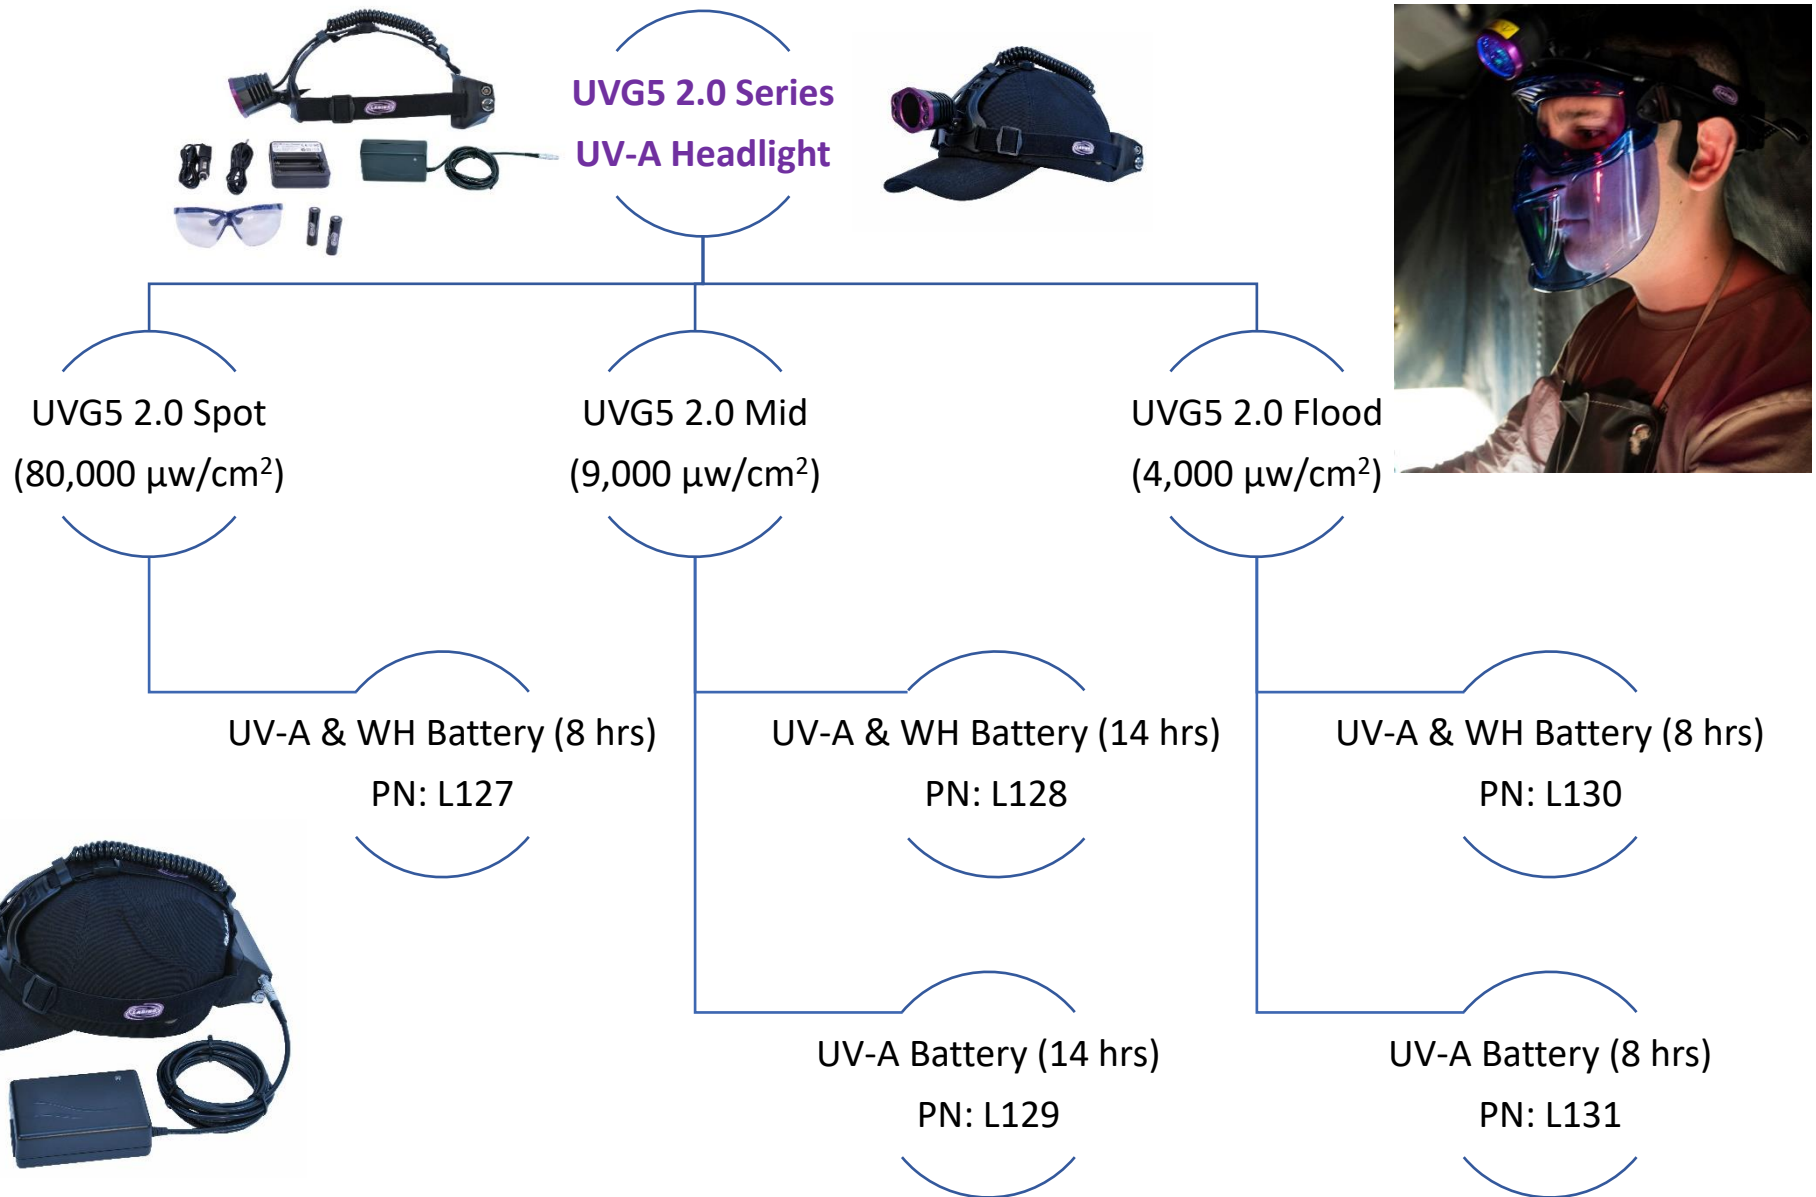 UVG5 2.0 Series
UV-A Headlight
UVG5 2.0 Spot
(80,000 µw/cm²)
UVG5 2.0 Mid
(9,000 µw/cm²)
UVG5 2.0 Flood
(4,000 µw/cm²)
UV-A & WH Battery (8 hrs)
PN: L127
UV-A & WH Battery (14 hrs)
PN: L128
UV-A & WH Battery (8 hrs)
PN: L130
UV-A Battery (14 hrs)
PN: L129
UV-A Battery (8 hrs)
PN: L131